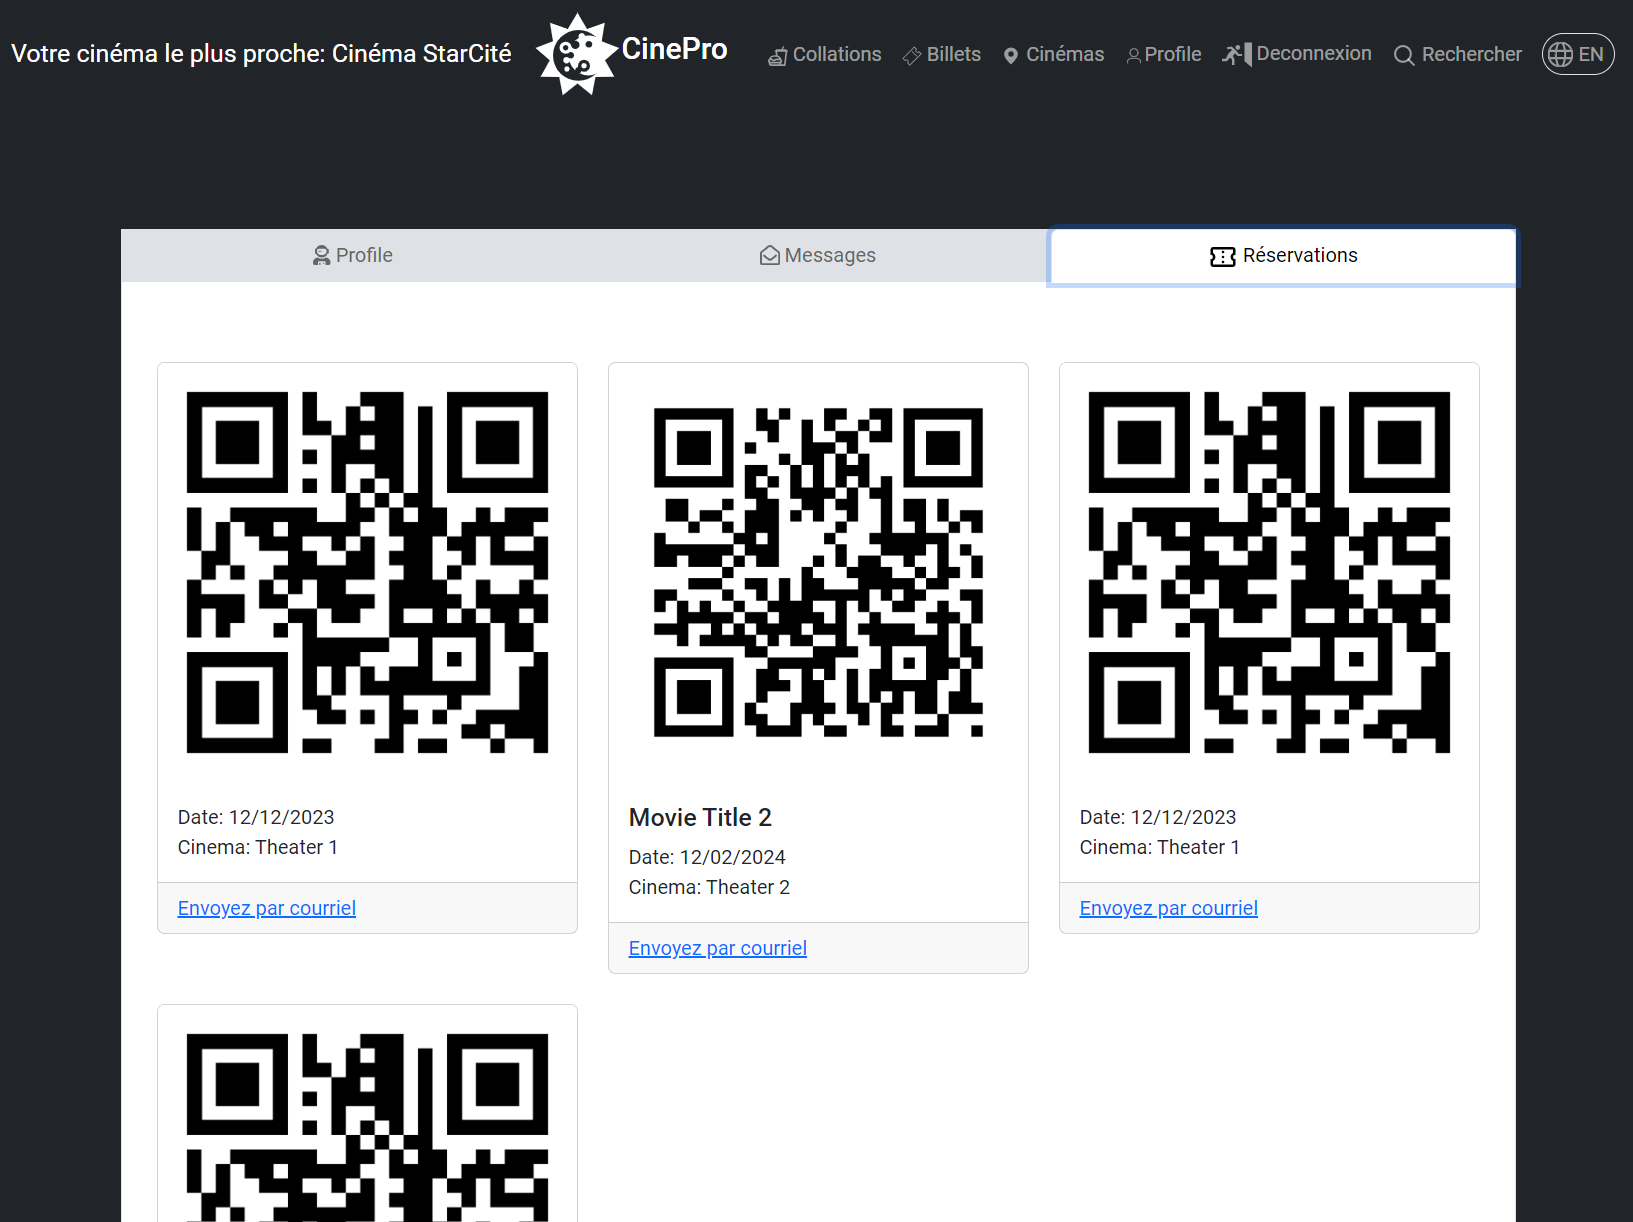 Votre cinéma le plus proche: Cinéma StarCité
CinePro
Collations
Billets
Cinémas
Profile
Deconnexion
Rechercher
EN
Profile
Messages
Réservations
Date: 12/12/2023
Cinema: Theater 1
Envoyez par courriel
Movie Title 2
Date: 12/02/2024
Cinema: Theater 2
Envoyez par courriel
Date: 12/12/2023
Cinema: Theater 1
Envoyez par courriel